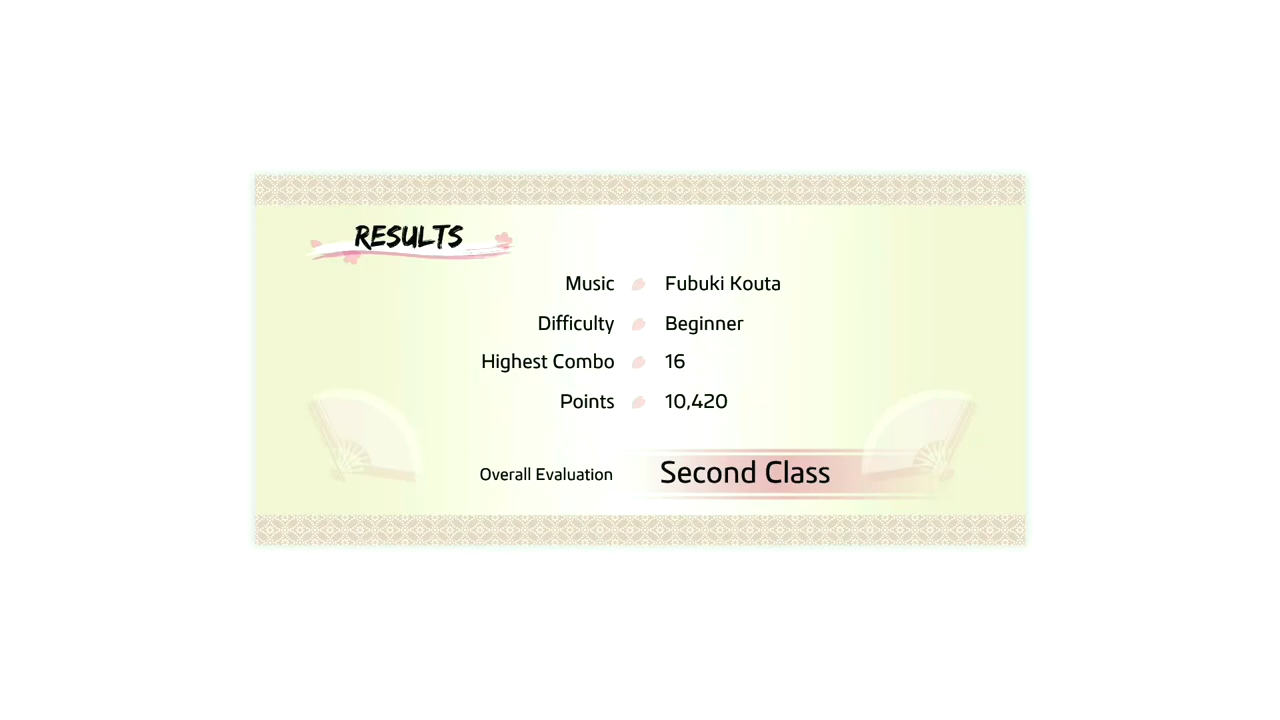 RESULTS
Music Fubuki Kouta
Difficulty Beginner
Highest Combo 16
Points 10,420
Overall Evaluation Second Class